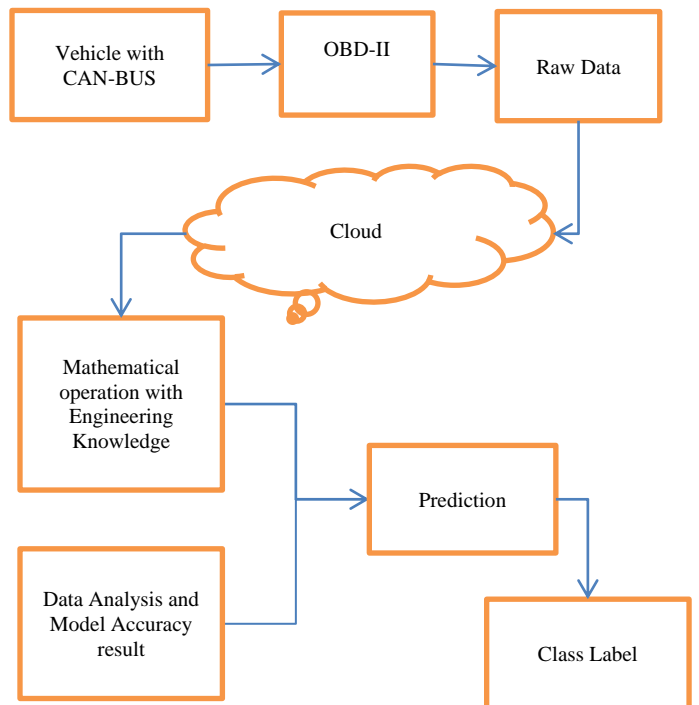 Vehicle with
CAN-BUS
OBD-II
Raw Data
Cloud
Mathematical
operation with
Engineering
Knowledge
Prediction
Data Analysis and
Model Accuracy
result
Class Label